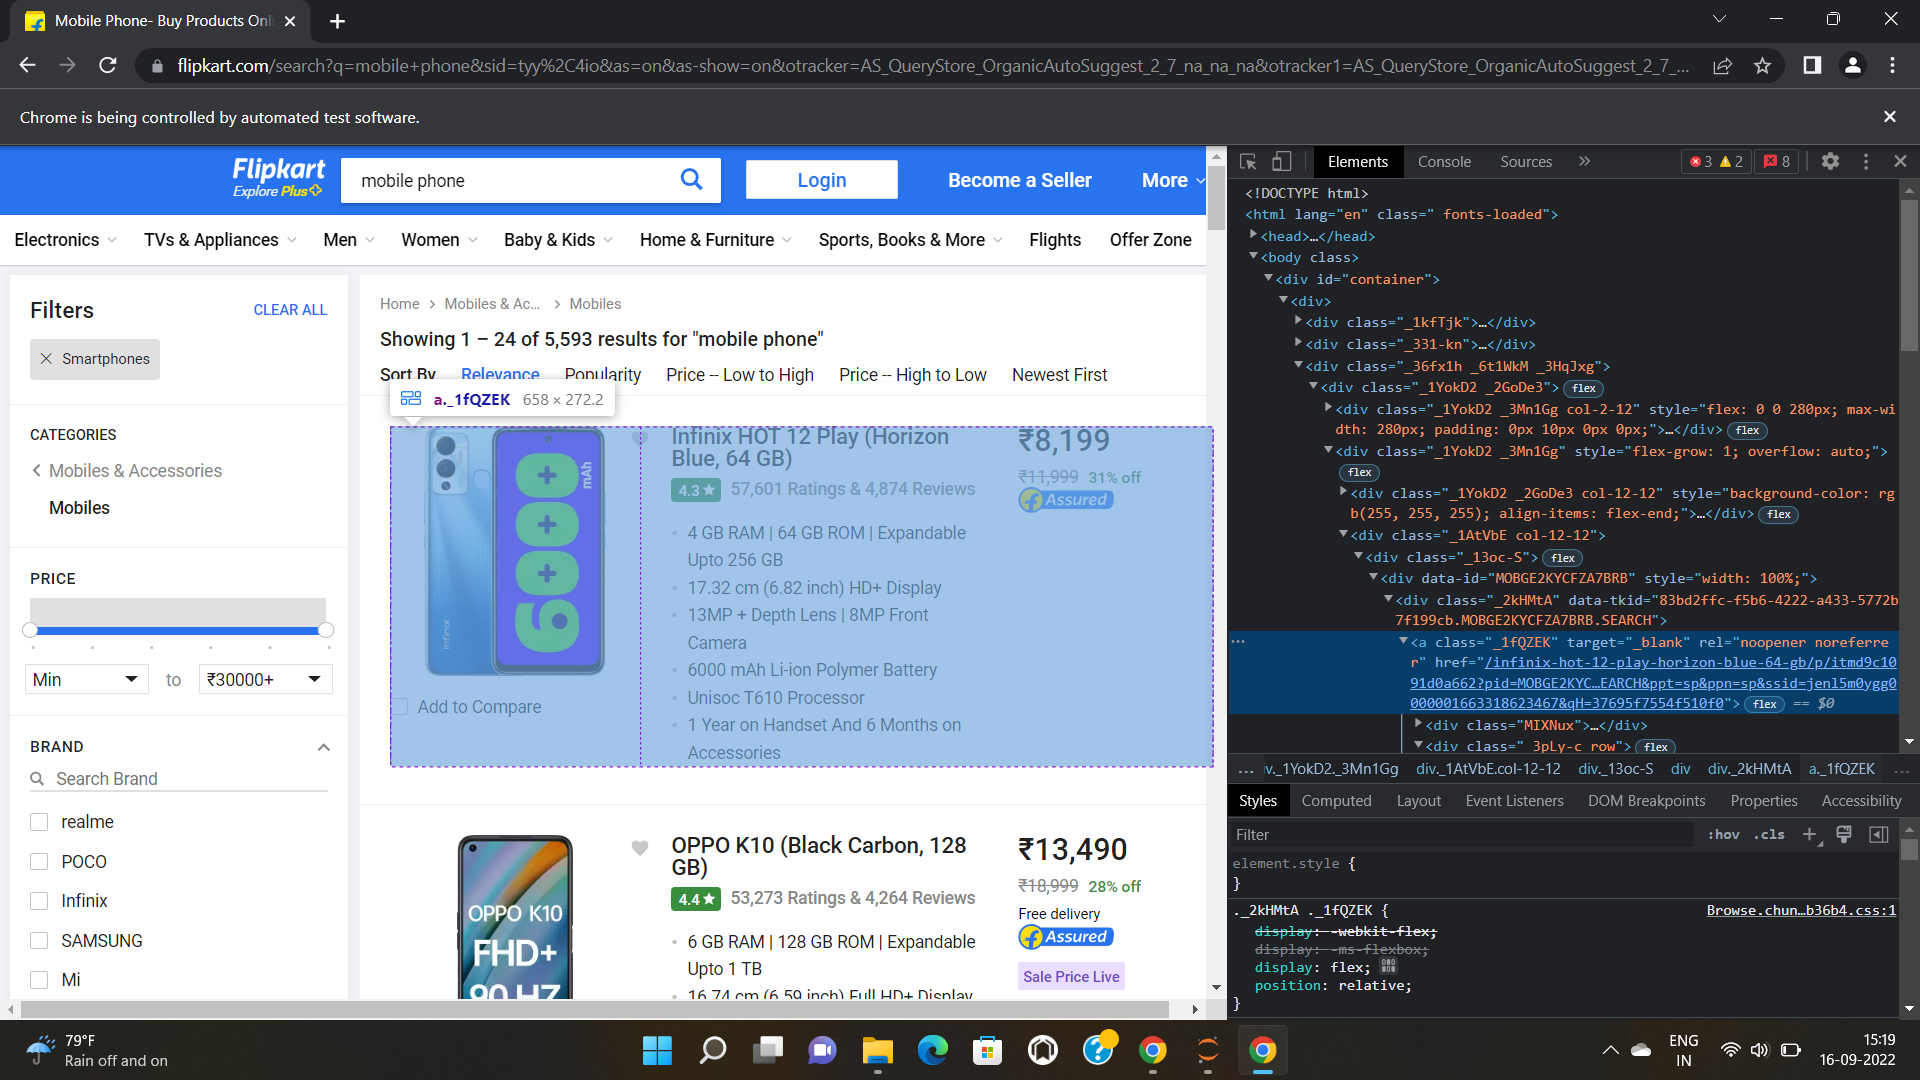 Mobile Phone- Buy Products Onli
flipkart.com/search?q=mobile+phone&sid=tyy%2C4io&as=on&as-show=on&otracker=AS_QueryStore_OrganicAutoSuggest_2_7_na_na_na&otracker1=AS_QueryStore_OrganicAutoSuggest_2_7_...
Chrome is being controlled by automated test software.
Flipkart
Explore Plus
mobile phone
Login
Become a Seller
More
Electronics
TVs & Appliances
Men
Women
Baby & Kids
Home & Furniture
Sports, Books & More
Flights
Offer Zone
Filters
CLEAR ALL
Smartphones
CATEGORIES
Mobiles & Accessories
Mobiles
PRICE
Min
to
₹30000+
BRAND
Search Brand
realme
POCO
Infinix
SAMSUNG
Mi
Home
Mobiles & Ac...
Mobiles
Showing 1 – 24 of 5,593 results for "mobile phone"
Sort By
Relevance
Popularity
Price -- Low to High
Price -- High to Low
Newest First
a._1fQZEK 658 × 272.2
6000
mAh
Infinix
Add to Compare
Infinix HOT 12 Play (Horizon
Blue, 64 GB)
4.3
57,601 Ratings & 4,874 Reviews
4 GB RAM | 64 GB ROM | Expandable
Upto 256 GB
17.32 cm (6.82 inch) HD+ Display
13MP + Depth Lens | 8MP Front
Camera
6000 mAh Li-ion Polymer Battery
Unisoc T610 Processor
1 Year on Handset And 6 Months on
Accessories
₹8,199
₹11,999 31% off
Assured
OPPO K10
FHD+
90 HZ
OPPO K10 (Black Carbon, 128
GB)
4.4
53,273 Ratings & 4,264 Reviews
6 GB RAM | 128 GB ROM | Expandable
Upto 1 TB
16.74 cm (6.59 inch) Full HD+ Display
₹13,490
₹18,999 28% off
Free delivery
Assured
Sale Price Live
Elements
Console
Sources
3
2
8
<!DOCTYPE html>
<html lang="en" class=" fonts-loaded">
<head>…</head>
<body class>
<div id="container">
<div>
<div class="_1kfTjk">…</div>
<div class="_331-kn">…</div>
<div class="_36fx1h _6t1WkM _3HqJxg">
<div class="_1YokD2 _2GoDe3"> flex
<div class="_1YokD2 _3Mn1Gg col-2-12" style="flex: 0 0 280px; max-wi
dth: 280px; padding: 0px 10px 0px 0px;">…</div> flex
<div class="_1YokD2 _3Mn1Gg" style="flex-grow: 1; overflow: auto;">
flex
<div class="_1YokD2 _2GoDe3 col-12-12" style="background-color: rg
b(255, 255, 255); align-items: flex-end;">…</div> flex
<div class="_1AtVbE col-12-12">
<div class="_13oc-S"> flex
<div data-id="MOBGE2KYCFZA7BRB" style="width: 100%;">
<div class="_2kHMtA" data-tkid="83bd2ffc-f5b6-4222-a433-5772b
7f199cb.MOBGE2KYCFZA7BRB.SEARCH">
<a class="_1fQZEK" target="_blank" rel="noopener noreferre
r" href="/infinix-hot-12-play-horizon-blue-64-gb/p/itmd9c10
91d0a662?pid=MOBGE2KYC…EARCH&ppt=sp&ppn=sp&ssid=jenl5m0ygg0
000001663318623467&qH=37695f7554f510f0"> flex == $0
<div class="MIXNux">…</div>
<div class="_3pLy-c row"> flex
...
iv._1YokD2._3Mn1Gg
div._1AtVbE.col-12-12
div._13oc-S
div
div._2kHMtA
a._1fQZEK
...
Styles
Computed
Layout
Event Listeners
DOM Breakpoints
Properties
Accessibility
Filter
:hov .cls
element.style {
}
._2kHMtA ._1fQZEK {
Browse.chun…b36b4.css:1
display: -webkit-flex;
display: -ms-flexbox;
display: flex;
position: relative;
}
79°F
Rain off and on
ENG
IN
15:19
16-09-2022